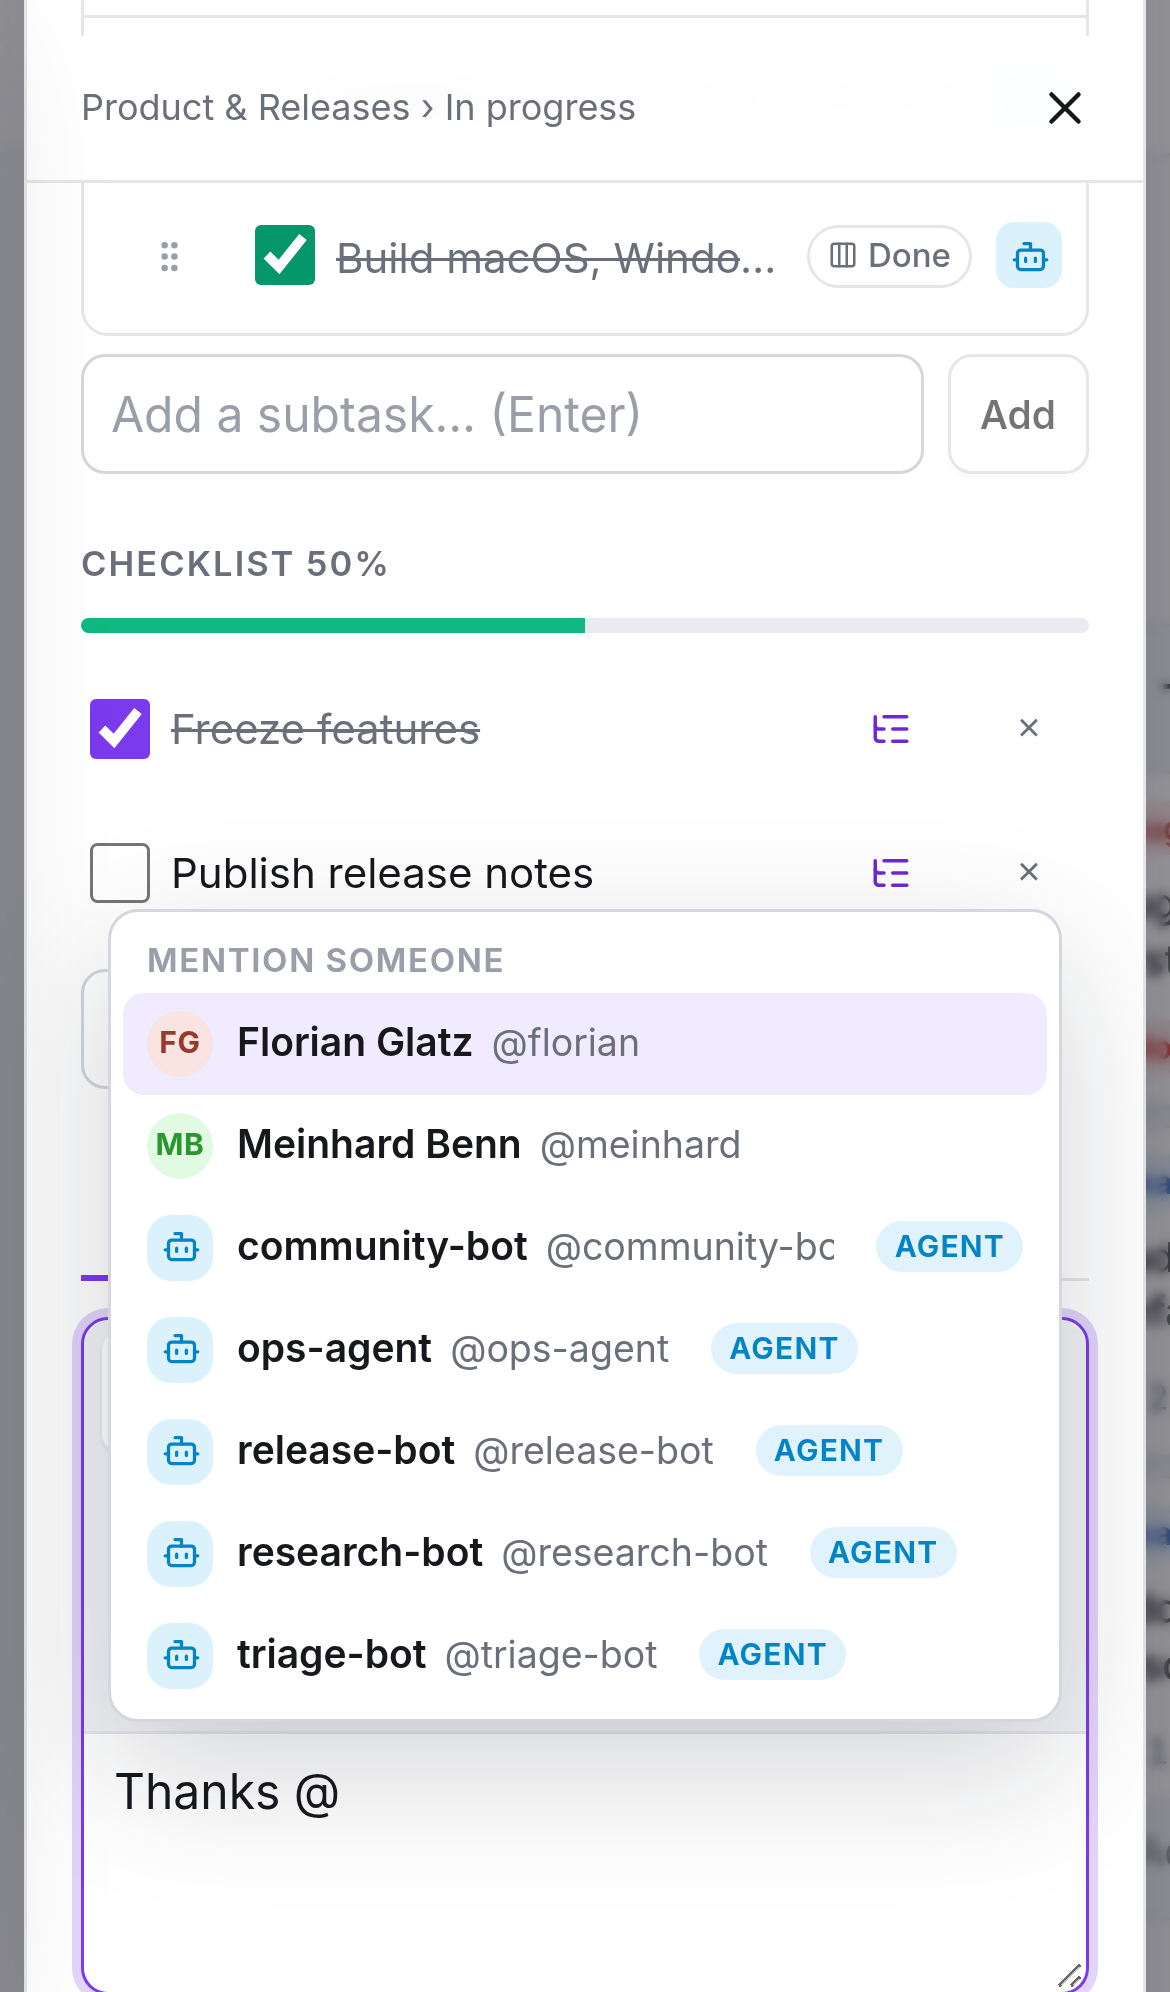 Product & Releases › In progress
Build macOS, Windo... Done
Add a subtask... (Enter) Add
CHECKLIST 50%
Freeze features ×
Publish release notes ×
MENTION SOMEONE
FG Florian Glatz @florian
MB Meinhard Benn @meinhard
community-bot @community-bo AGENT
ops-agent @ops-agent AGENT
release-bot @release-bot AGENT
research-bot @research-bot AGENT
triage-bot @triage-bot AGENT
Thanks @